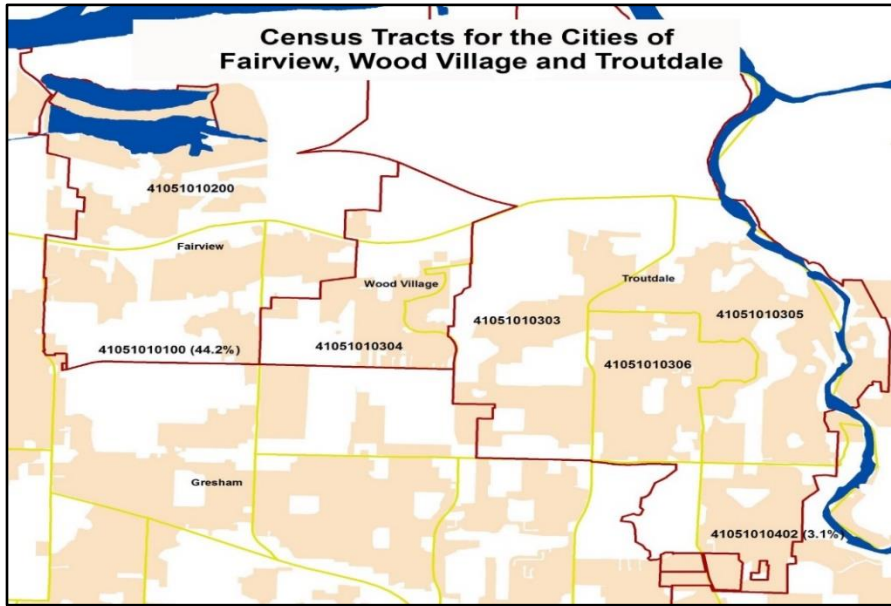 Census Tracts for the Cities of
Fairview, Wood Village and Troutdale
41051010200
Fairview
Wood Village
Troutdale
41051010303
41051010305
41051010100 (44.2%)
41051010304
41051010306
Gresham
41051010402 (3.1%)